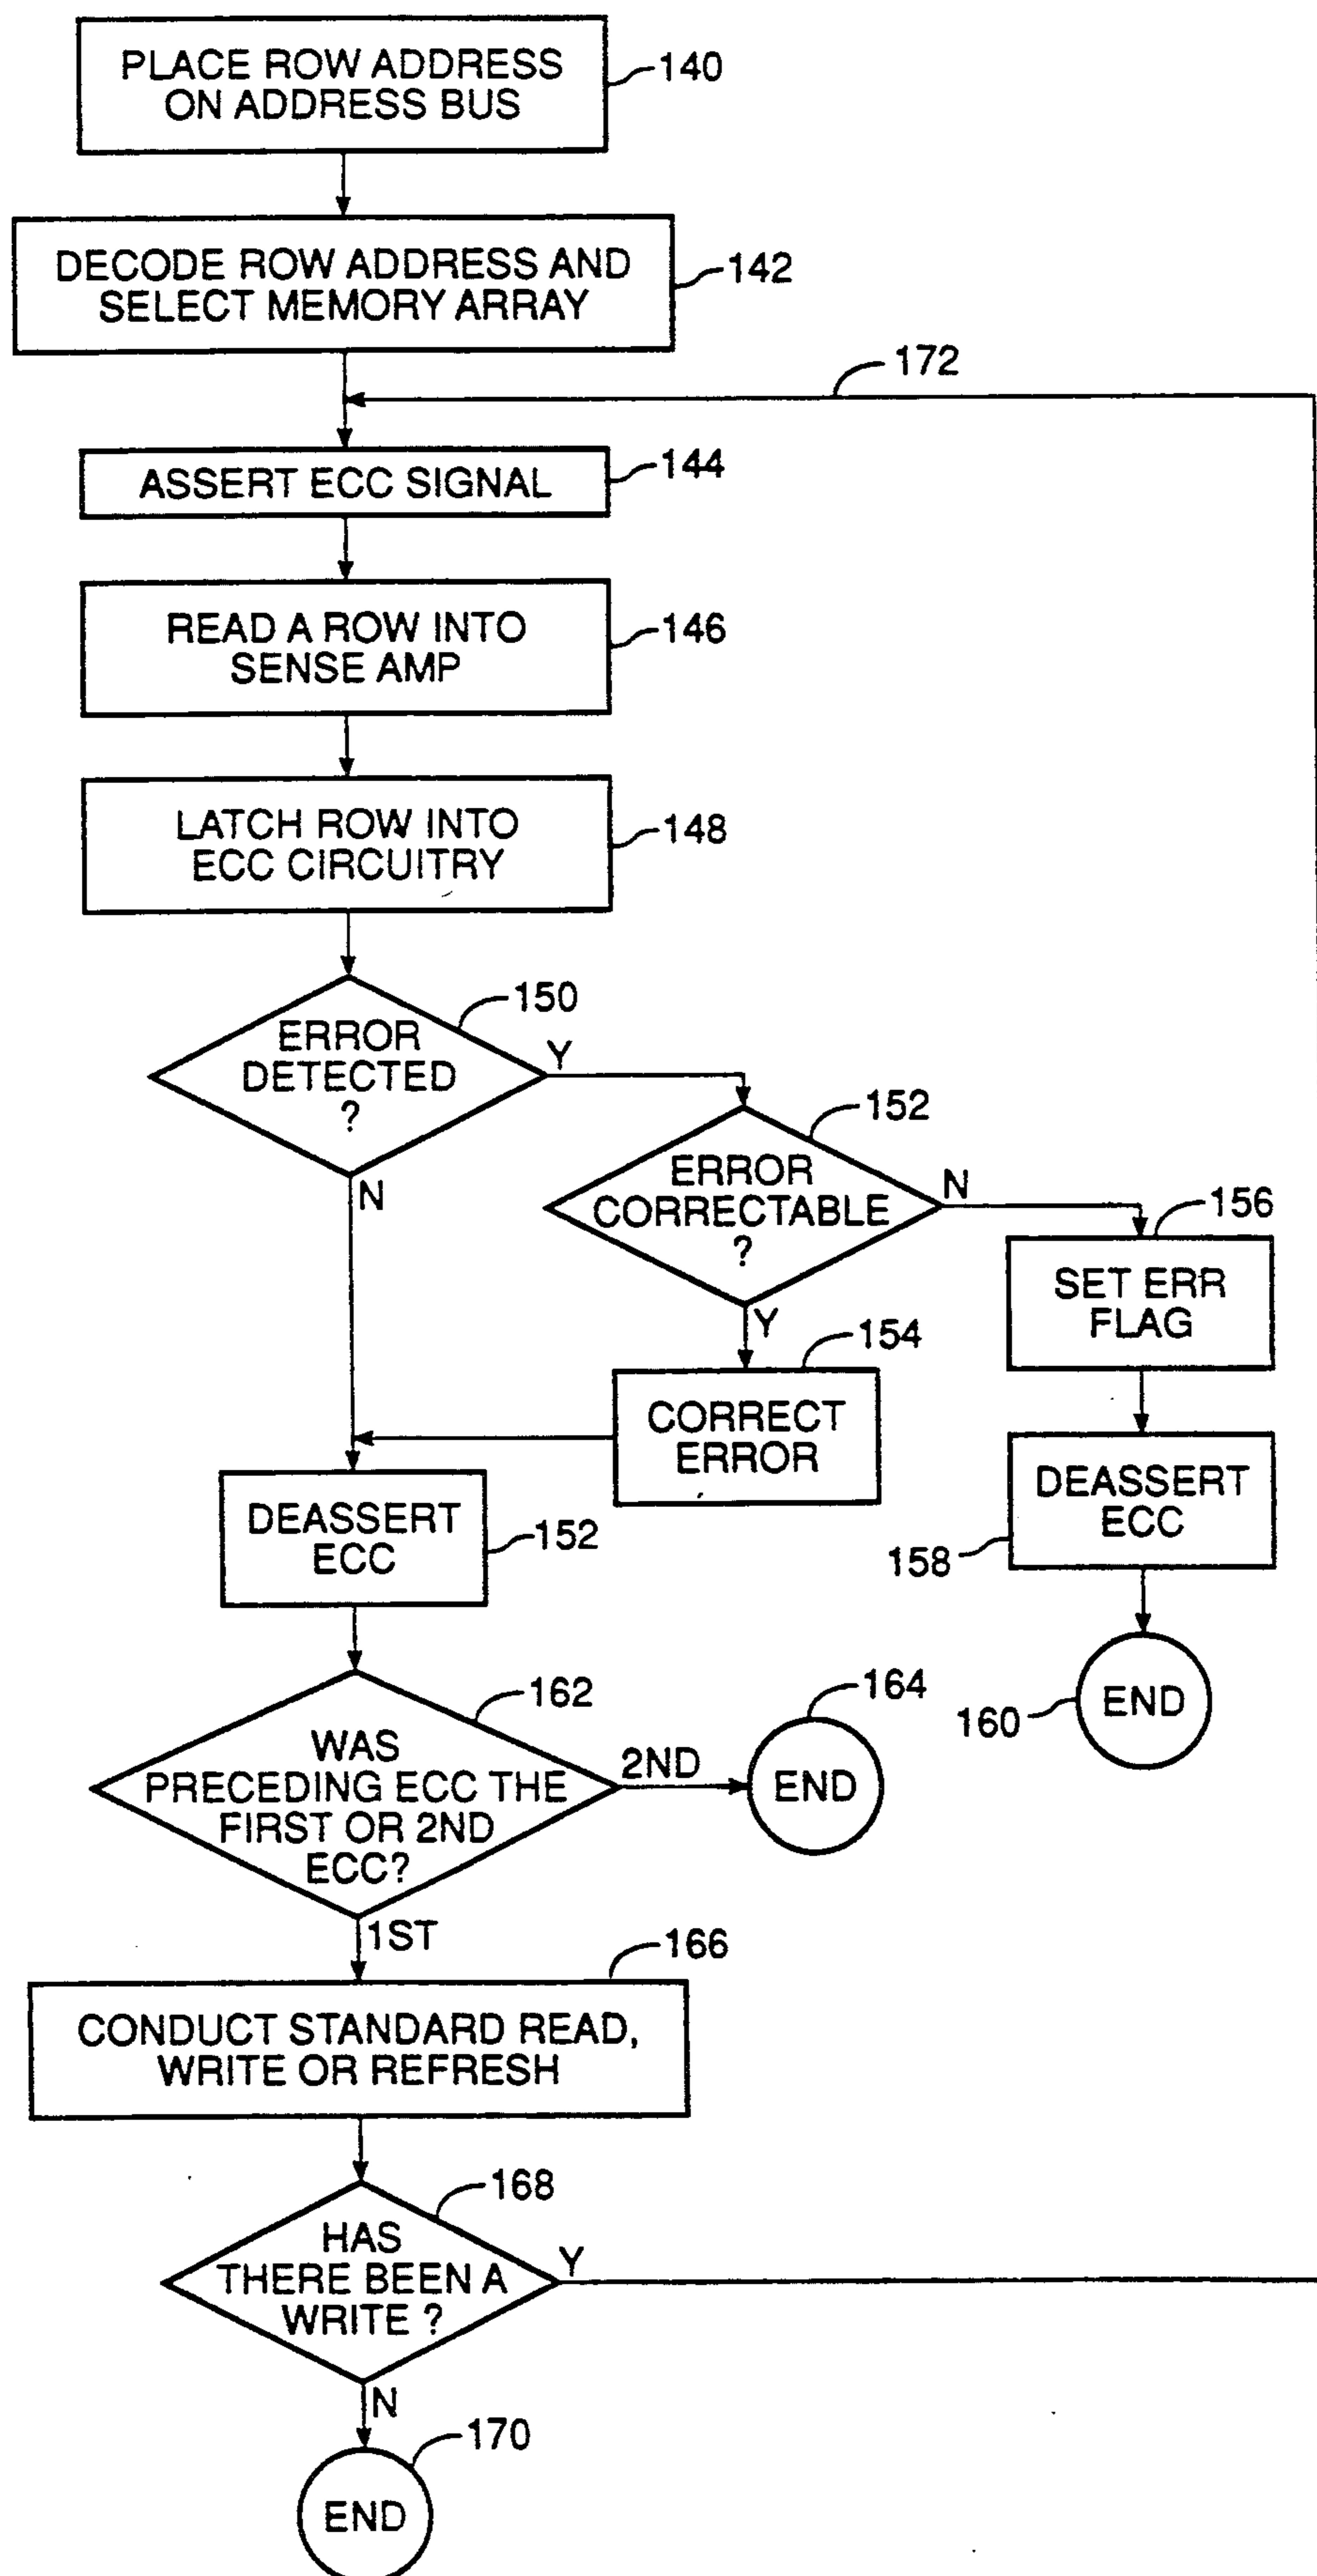 PLACE ROW ADDRESS
ON ADDRESS BUS
140
DECODE ROW ADDRESS AND
SELECT MEMORY ARRAY
142
172
ASSERT ECC SIGNAL
144
READ A ROW INTO
SENSE AMP
146
LATCH ROW INTO
ECC CIRCUITRY
148
150
ERROR
DETECTED
?
Y
N
152
ERROR
CORRECTABLE
?
N
Y
156
SET ERR
FLAG
154
CORRECT
ERROR
DEASSERT
ECC
152
DEASSERT
ECC
158
END
160
162
WAS
PRECEDING ECC THE
FIRST OR 2ND
ECC?
2ND
164
END
1ST
166
CONDUCT STANDARD READ,
WRITE OR REFRESH
168
HAS
THERE BEEN A
WRITE ?
Y
N
170
END